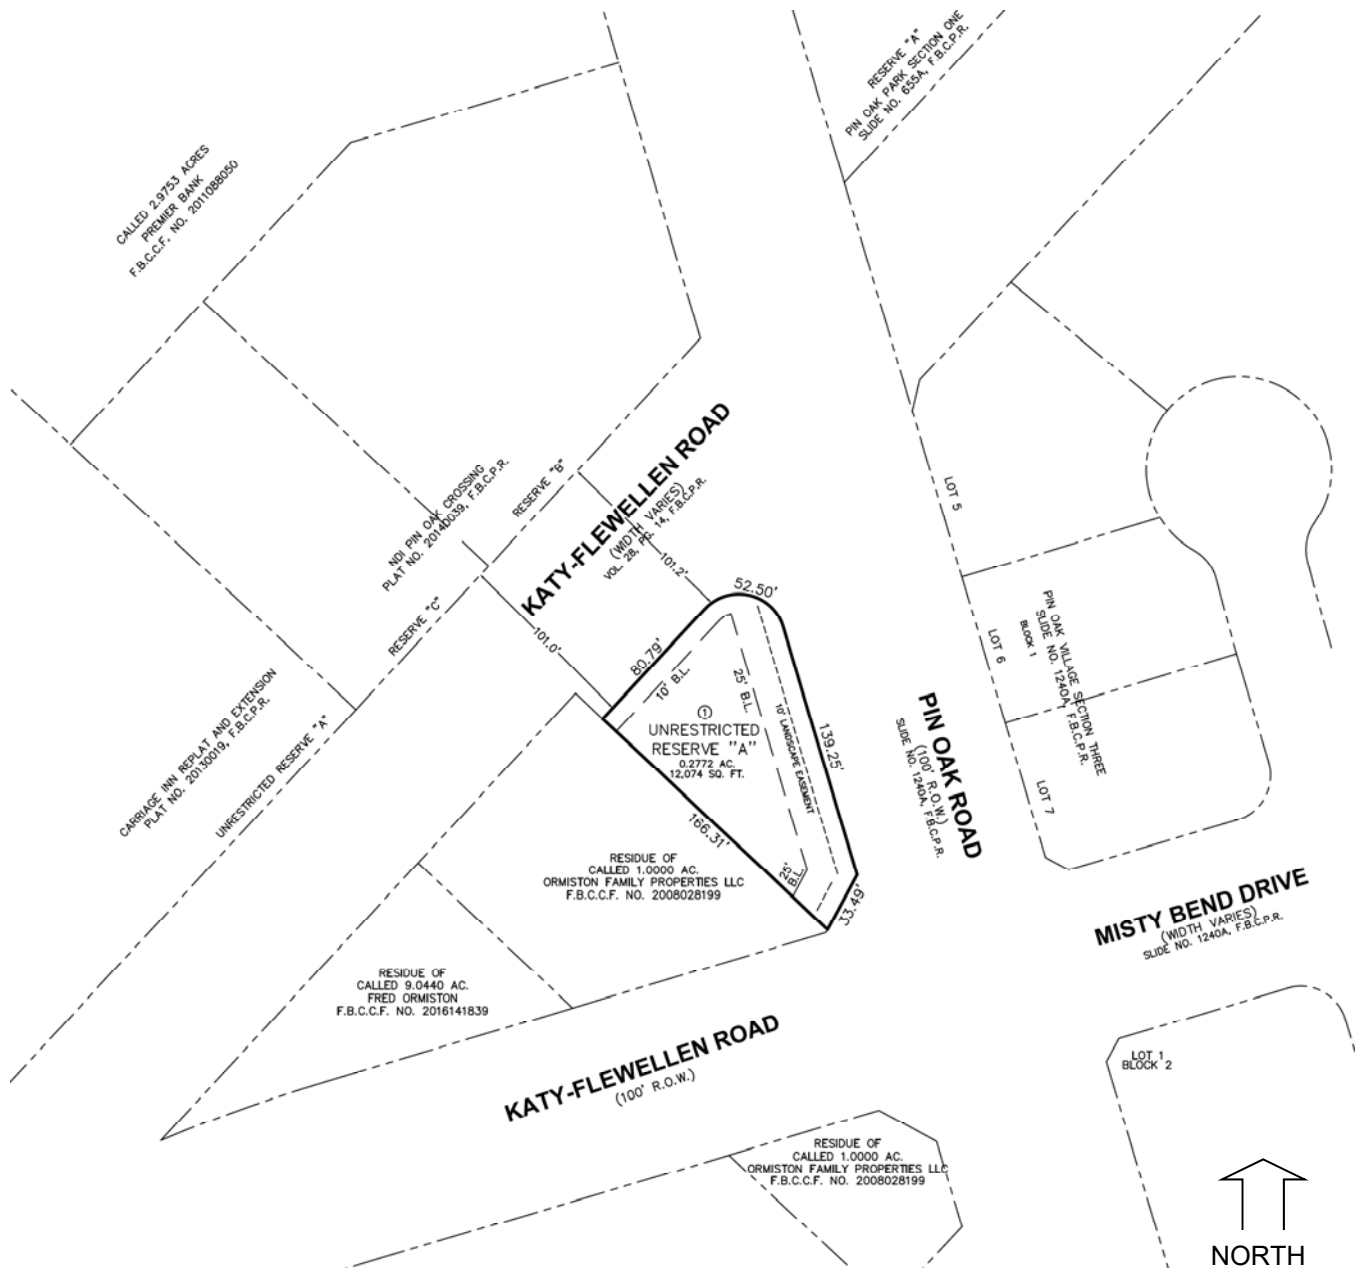 RESERVE "A"
PIN OAK PARK SECTION ONE
SLIDE NO. 655A, F.B.C.P.R.
CALLED 2.9753 ACRES
PREMIER BANK
F.B.C.C.F. NO. 2011088050
NDI PIN OAK CROSSING
PLAT NO. 20140039, F.B.C.P.R.
RESERVE "B"
KATY-FLEWELLEN ROAD
(WIDTH VARIES)
VOL. 28, PG. 14, F.B.C.P.R.
RESERVE "C"
101.0'
101.2'
52.50'
80.79'
10' B.L.
25' B.L.
10' LANDSCAPE EASEMENT
139.25'
1
UNRESTRICTED
RESERVE "A"
0.2772 AC.
12,074 SQ. FT.
166.31'
25'
B.L.
33.49'
LOT 5
LOT 6
LOT 7
PIN OAK VILLAGE SECTION THREE
SLIDE NO. 1240A, F.B.C.P.R.
BLOCK 1
PIN OAK ROAD
(100' R.O.W.)
SLIDE NO. 1240A, F.B.C.P.R.
CARRIAGE INN REPLAT AND EXTENSION
PLAT NO. 20130019, F.B.C.P.R.
UNRESTRICTED RESERVE "A"
RESIDUE OF
CALLED 1.0000 AC.
ORMISTON FAMILY PROPERTIES LLC
F.B.C.C.F. NO. 2008028199
RESIDUE OF
CALLED 9.0440 AC.
FRED ORMISTON
F.B.C.C.F. NO. 2016141839
MISTY BEND DRIVE
(WIDTH VARIES)
SLIDE NO. 1240A, F.B.C.P.R.
KATY-FLEWELLEN ROAD
(100' R.O.W.)
LOT 1
BLOCK 2
RESIDUE OF
CALLED 1.0000 AC.
ORMISTON FAMILY PROPERTIES LLC
F.B.C.C.F. NO. 2008028199
NORTH